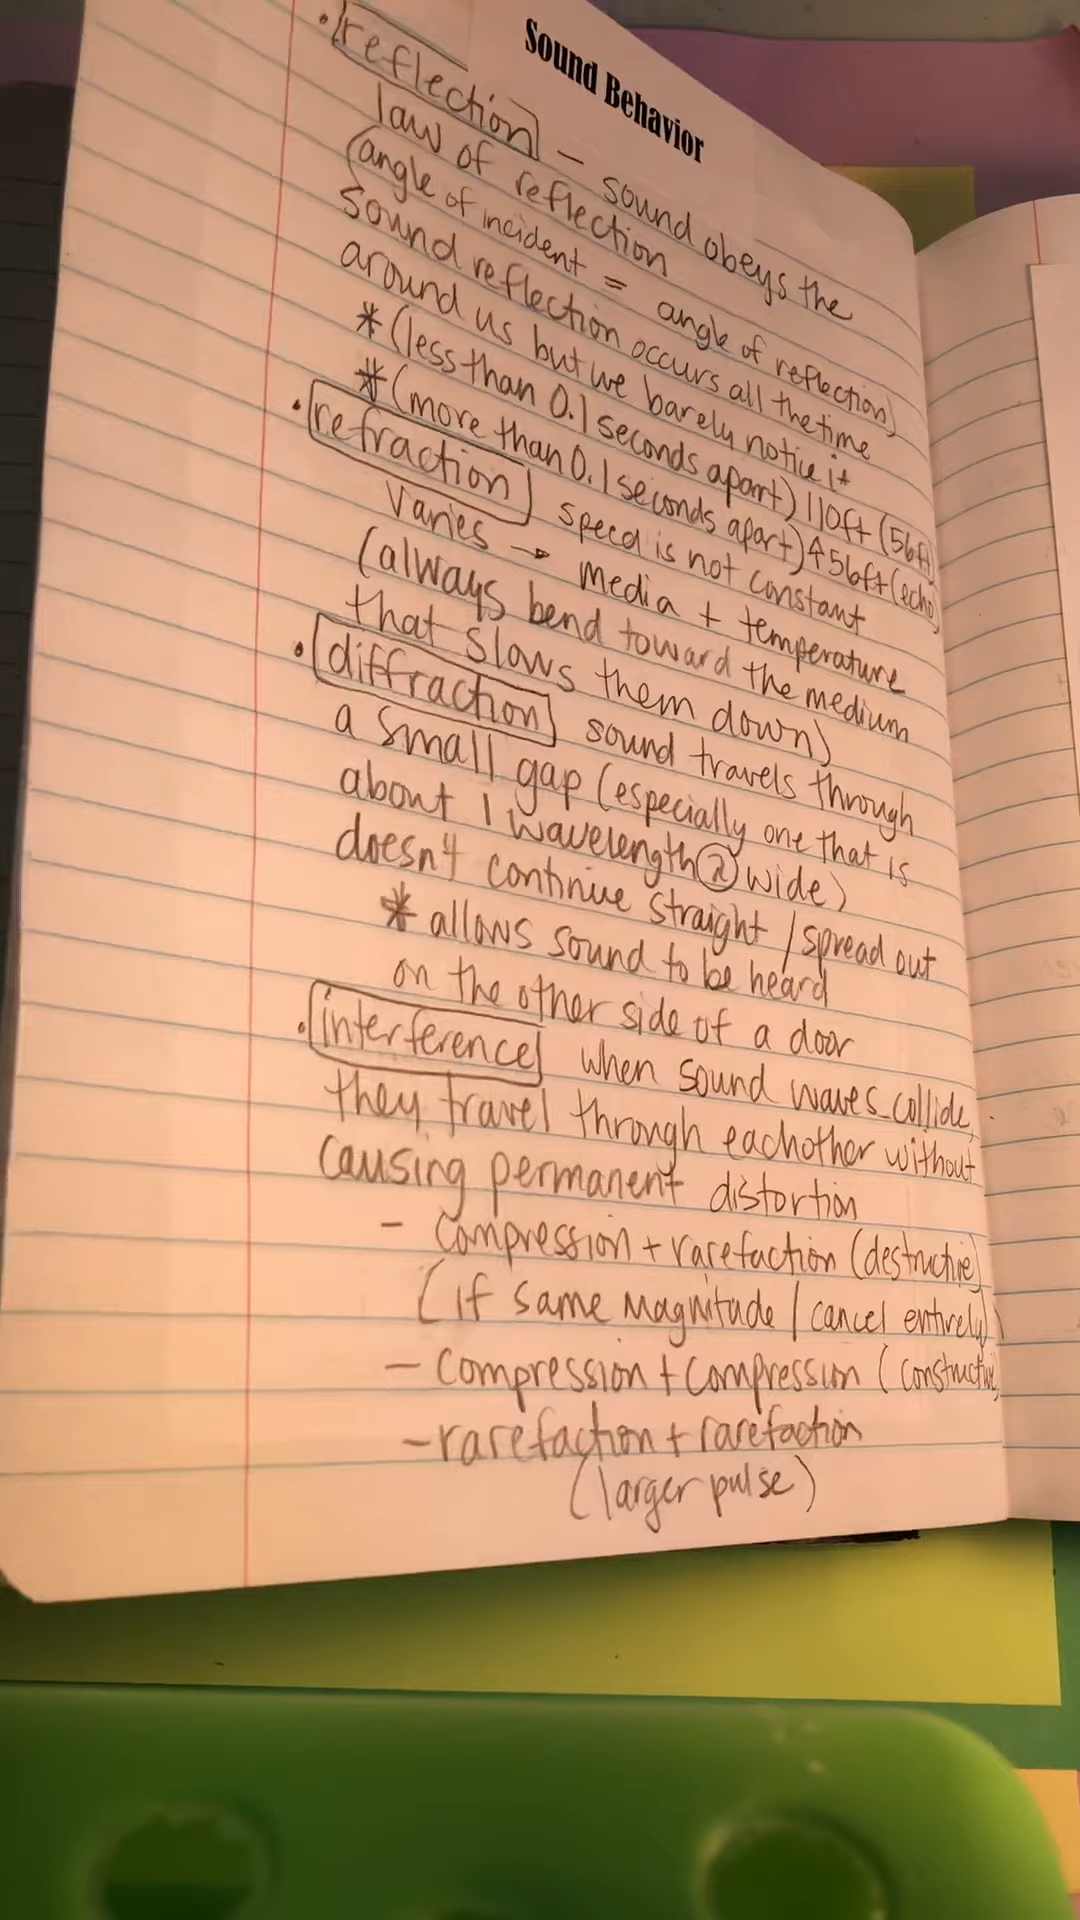 Sound Behavior
• reflection — sound obeys the
law of reflection
(angle of incident = angle of reflection)
sound reflection occurs all the time
around us but we barely notice it
* (less than 0.1 seconds apart) 110ft (56ft)
* (more than 0.1 seconds apart) ↑56ft (echo)
• refraction speed is not constant
varies → media + temperature
(always bend toward the medium
that slows them down)
• diffraction sound travels through
a small gap (especially one that is
about 1 wavelength λ wide)
doesn't continue straight / spread out
* allows sound to be heard
on the other side of a door
• interference when sound waves collide,
they travel through eachother without
causing permanent distortion
- compression + rarefaction (destructive)
(if same magnitude / cancel entirely)
- compression + compression (constructive)
- rarefaction + rarefaction
(larger pulse)